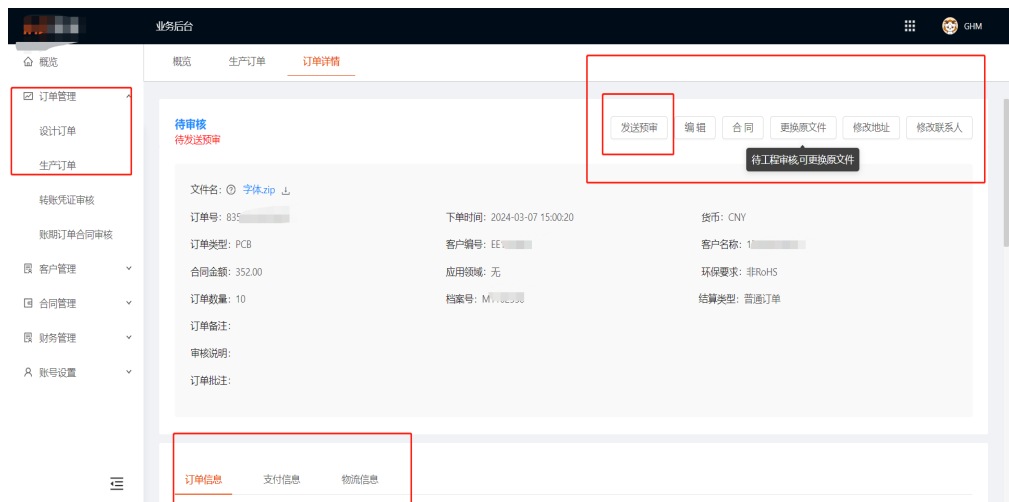 业务后台
GHM
概览
订单管理
设计订单
生产订单
转账凭证审核
账期订单合同审核
客户管理
合同管理
财务管理
账号设置
概览 生产订单 订单详情
待审核
待发送预审
发送预审 编辑 合同 更换原文件 修改地址 修改联系人
待工程审核,可更换原文件
文件名： 字体.zip
订单号：835 下单时间：2024-03-07 15:00:20 货币：CNY
订单类型：PCB 客户编号：EE 客户名称：1
合同金额：352.00 应用领域：无 环保要求：非RoHS
订单数量：10 档案号：M 结算类型：普通订单
订单备注：
审核说明：
订单批注：
订单信息 支付信息 物流信息